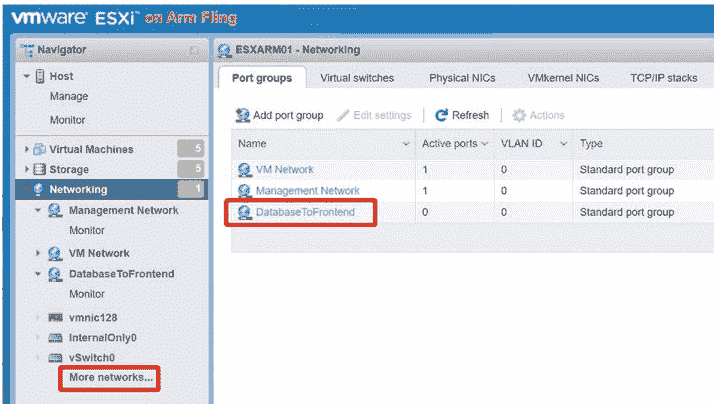 vmware ESXi™ on Arm Fling
Navigator
Host
Manage
Monitor
Virtual Machines 5
Storage 5
Networking 1
Management Network
Monitor
VM Network
DatabaseToFrontend
Monitor
vmnic128
InternalOnly0
vSwitch0
More networks...
ESXARM01 - Networking
Port groups Virtual switches Physical NICs VMkernel NICs TCP/IP stacks
Add port group Edit settings Refresh Actions
Name Active ports VLAN ID Type
VM Network 1 0 Standard port group
Management Network 1 0 Standard port group
DatabaseToFrontend 0 0 Standard port group